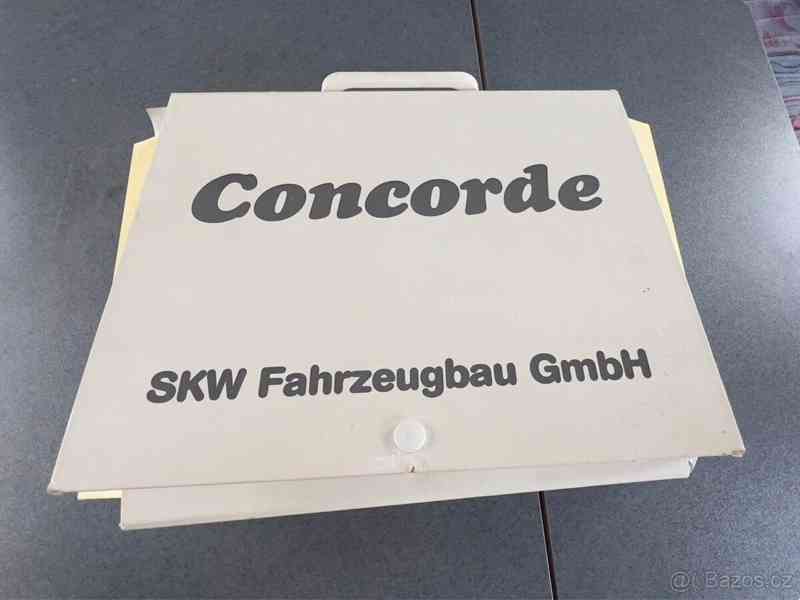 Concorde
SKW Fahrzeugbau GmbH
@ Bazos.cz